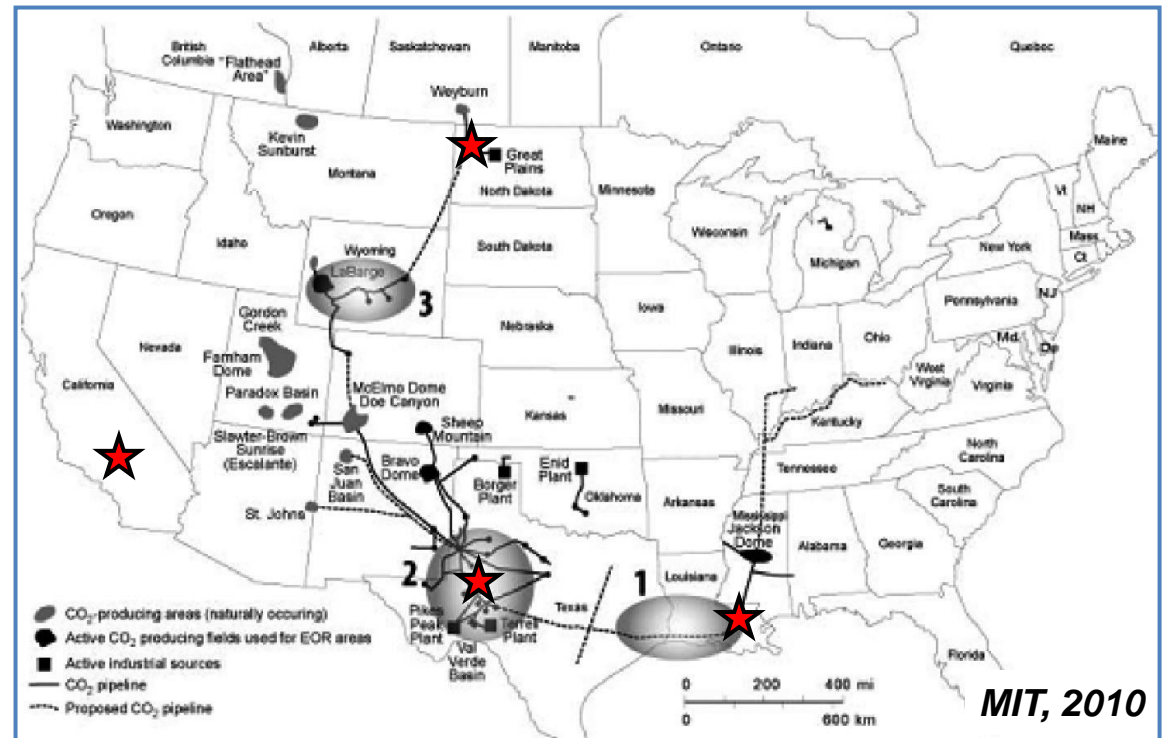 British
Columbia "Flathead
Area"
Alberta
Saskatchewan
Manitoba
Ontario
Quebec
Weyburn
Washington
Kevin
Sunburst
Montana
Great
Plains
North Dakota
Minnesota
Maine
Vt
NH
Mass
Ct
Oregon
Idaho
Wyoming
LaBarge
3
South Dakota
Wisconsin
Michigan
New York
Pennsylvania
NJ
Md
De
Iowa
Nebraska
Nevada
California
Gordon
Creek
Farnham
Dome
Paradox Basin
McElmo Dome
Doe Canyon
Illinois
Indiana
Ohio
West
Virginia
Virginia
Kentucky
Sheep
Mountain
Kansas
Missouri
Slawter-Brown
Sunrise
(Escalante)
San
Juan
Basin
Bravo
Dome
Borger
Plant
Enid
Plant
Oklahoma
Arkansas
Tennessee
North
Carolina
South
Carolina
St. Johns
Mississippi
Jackson
Dome
Alabama
Georgia
Louisiana
2
1
Texas
Pikes
Peak
Plant
Terrell
Plant
Val
Verde
Basin
Florida
CO₂-producing areas (naturally occuring)
Active CO₂ producing fields used for EOR areas
Active industrial sources
CO₂ pipeline
Proposed CO₂ pipeline
0 200 400 mi
0 600 km
MIT, 2010